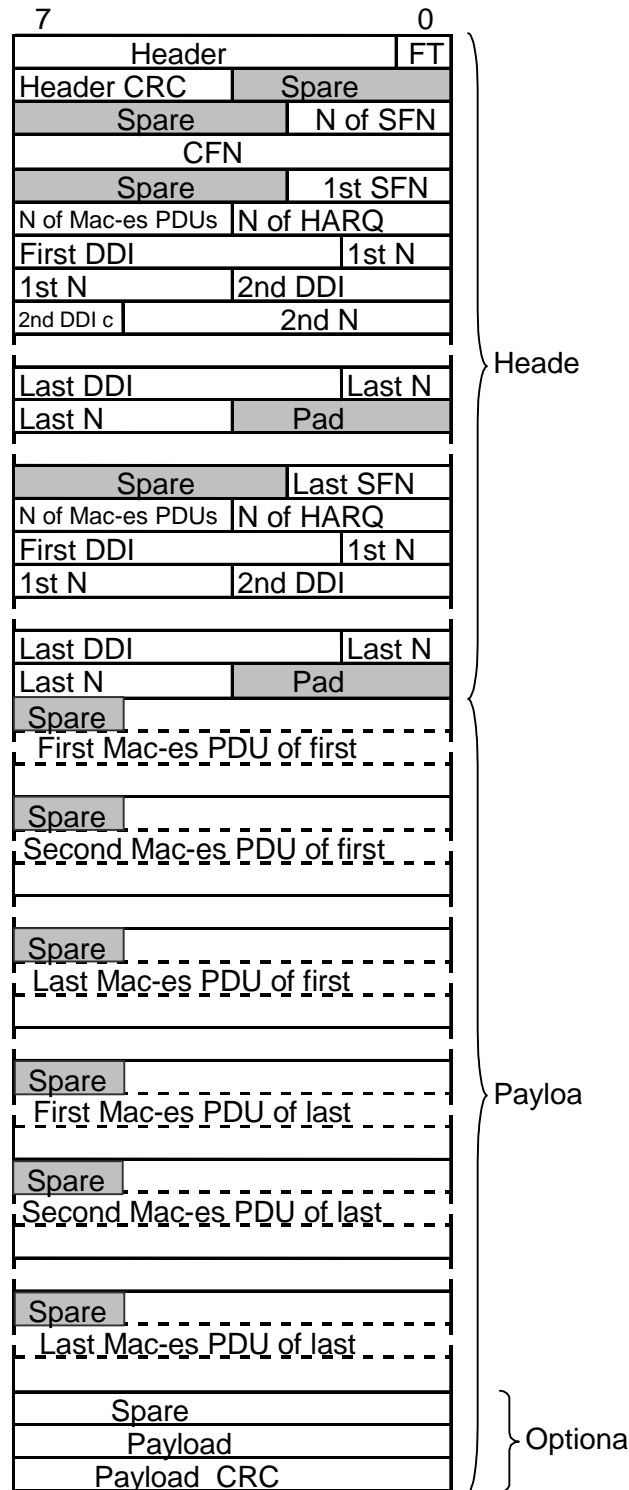 7 0
Header FT
Header CRC Spare
Spare N of SFN
CFN
Spare 1st SFN
N of Mac-es PDUs N of HARQ
First DDI 1st N
1st N 2nd DDI
2nd DDI c 2nd N
Heade
Last DDI Last N
Last N Pad
Spare Last SFN
N of Mac-es PDUs N of HARQ
First DDI 1st N
1st N 2nd DDI
Last DDI Last N
Last N Pad
Spare
First Mac-es PDU of first
Spare
Second Mac-es PDU of first
Spare
Last Mac-es PDU of first
Spare
First Mac-es PDU of last
Payloa
Spare
Second Mac-es PDU of last
Spare
Last Mac-es PDU of last
Spare
Payload
Optiona
Payload CRC